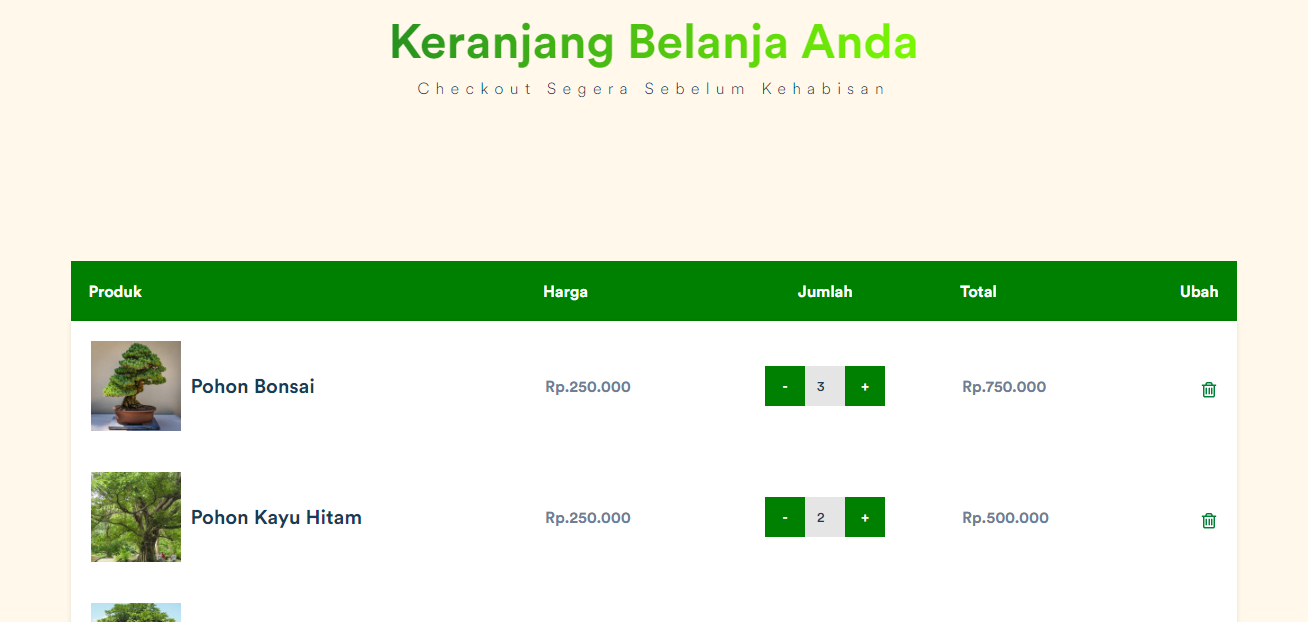 Keranjang Belanja Anda
Checkout Segera Sebelum Kehabisan
Produk Harga Jumlah Total Ubah
Pohon Bonsai Rp.250.000 - 3 + Rp.750.000
Pohon Kayu Hitam Rp.250.000 - 2 + Rp.500.000